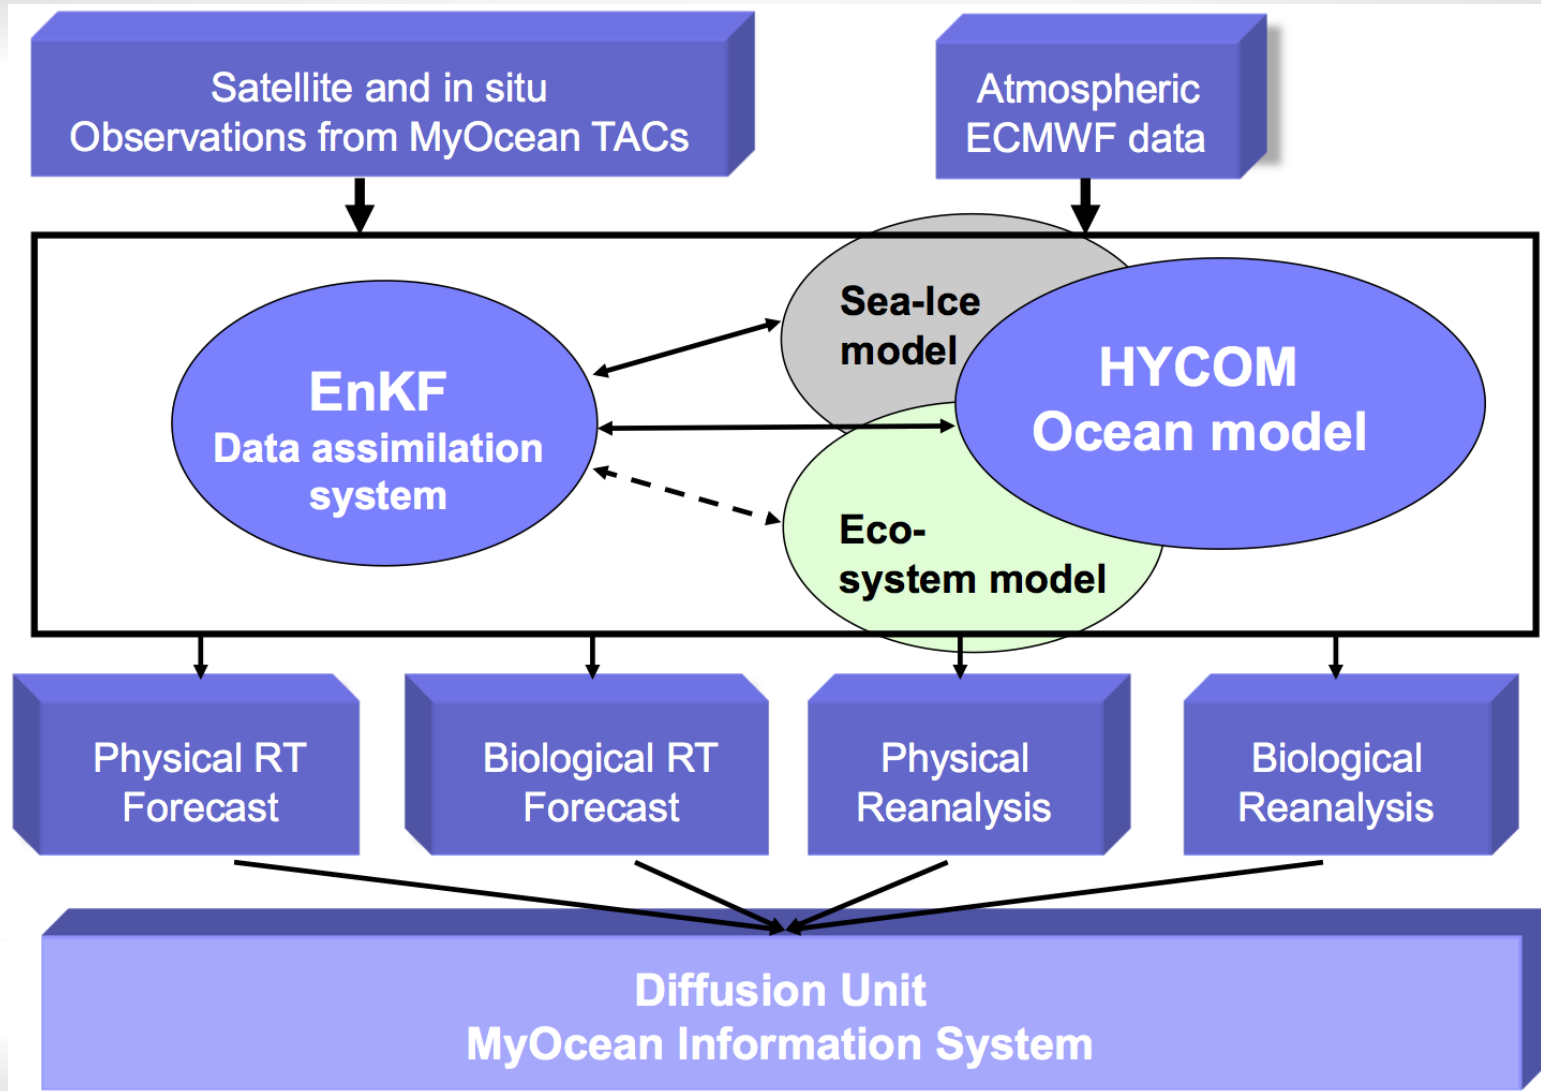 Satellite and in situ
Observations from MyOcean TACs
Atmospheric
ECMWF data
Sea-Ice
model
HYCOM
Ocean model
EnKF
Data assimilation
system
Eco-
system model
Physical RT
Forecast
Biological RT
Forecast
Physical
Reanalysis
Biological
Reanalysis
Diffusion Unit
MyOcean Information System